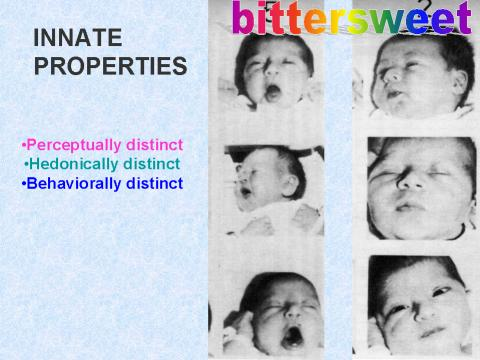 bittersweet
INNATE
PROPERTIES
•Perceptually distinct
•Hedonically distinct
•Behaviorally distinct